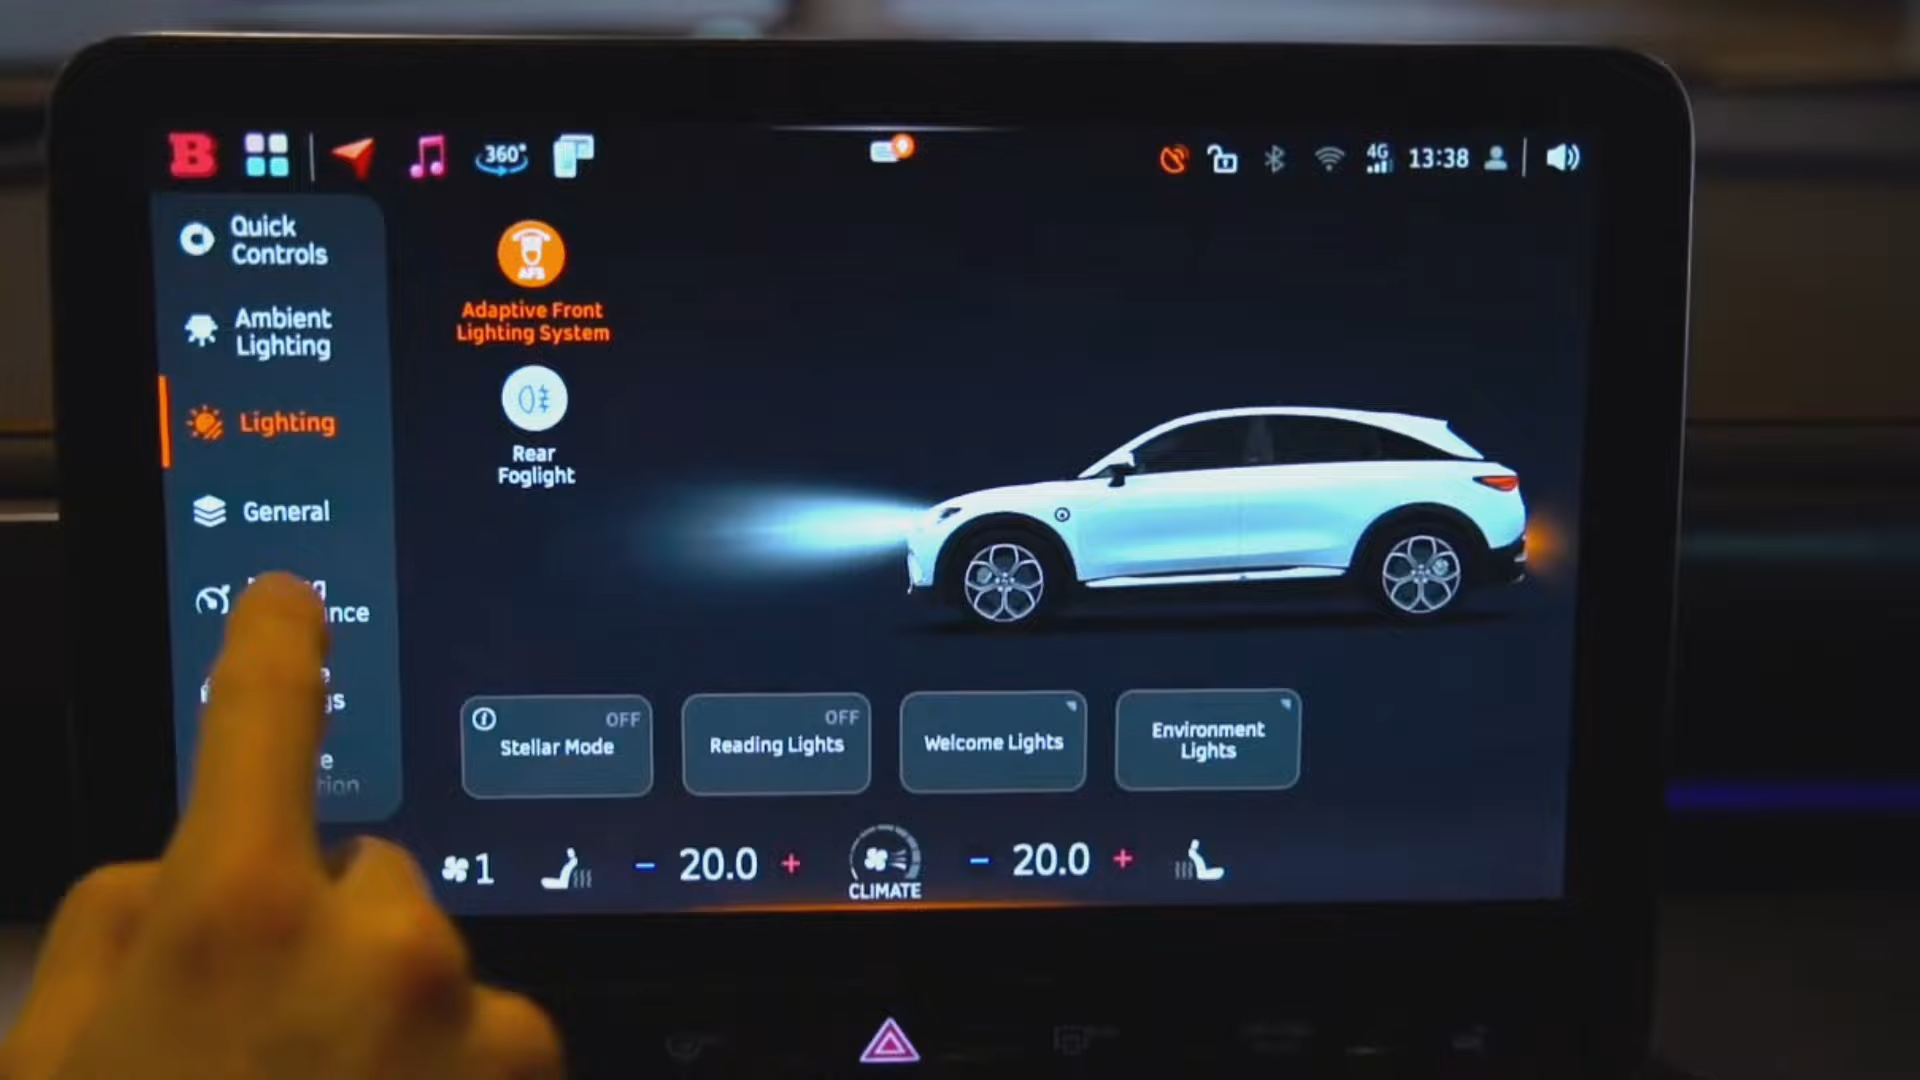 B
360°
4G
13:38
Quick
Controls
Ambient
Lighting
Lighting
General
AFS
Adaptive Front
Lighting System
Rear
Foglight
OFF
Stellar Mode
OFF
Reading Lights
Welcome Lights
Environment
Lights
1
- 20.0 +
CLIMATE
- 20.0 +